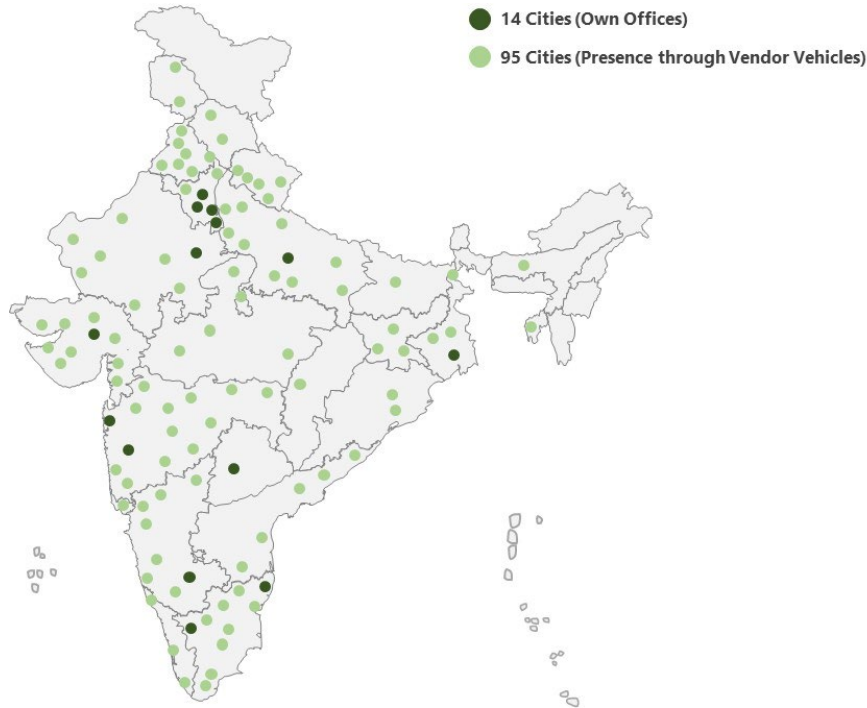 14 Cities (Own Offices)
95 Cities (Presence through Vendor Vehicles)